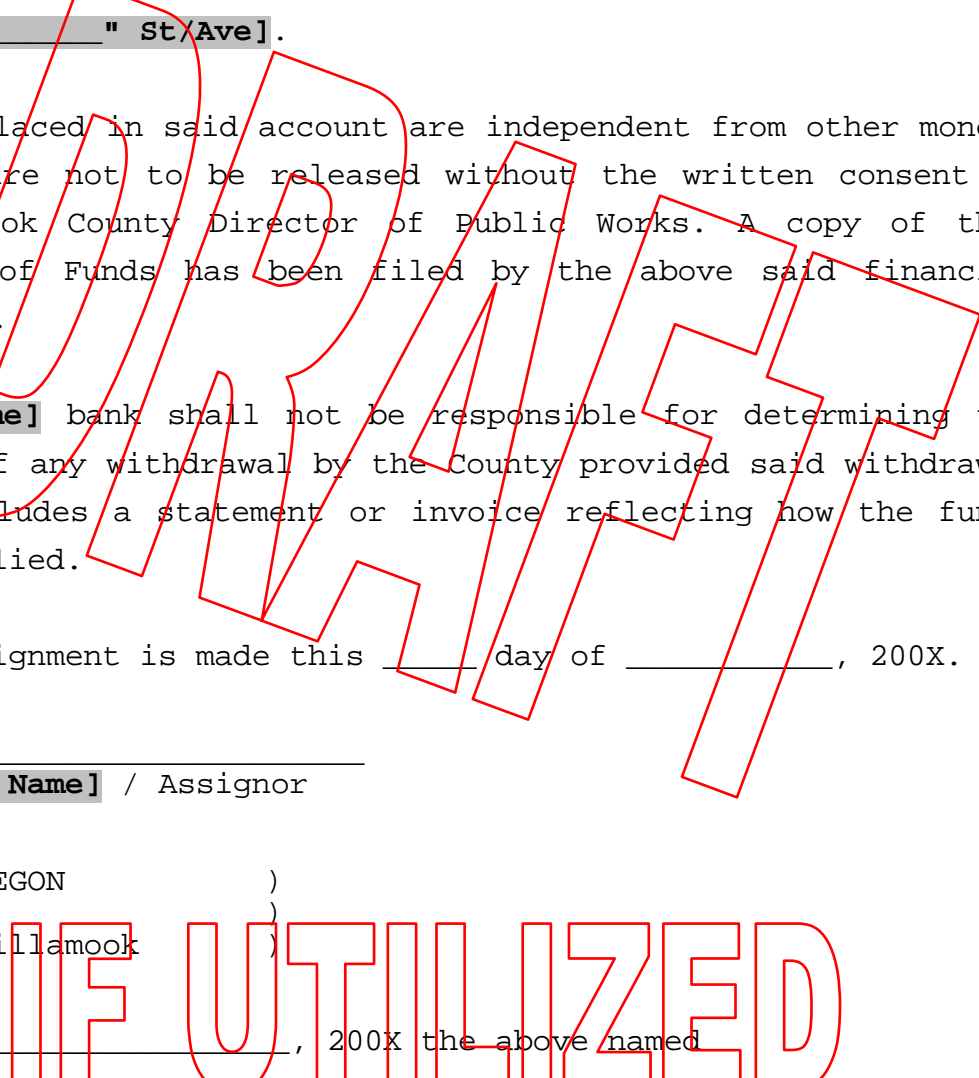 ______" St/Ave].
laced in said account are independent from other mon
re not to be released without the written consent
ok County Director of Public Works. A copy of t
of Funds has been filed by the above said financ
.
e] bank shall not be responsible for determining
f any withdrawal by the County provided said withdraw
ludes a statement or invoice reflecting how the fu
lied.
ignment is made this _____ day of ___________, 200X.
____________________
Name] / Assignor
EGON )
)
illamook )
________________, 200X the above named
DRAFT
IF UTILIZED